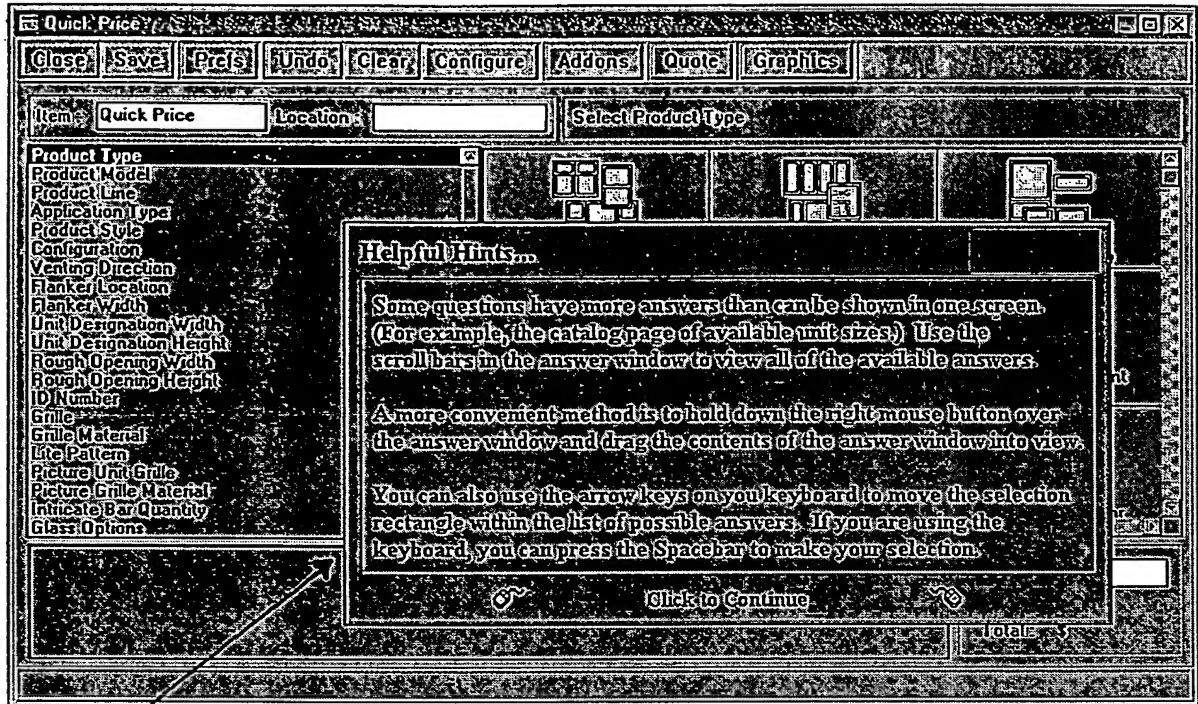 Quick Price
Close Save Prefs Undo Clear Configure Addons Quote Graphics
Item: Quick Price Location: Select Product Type
Product Type
Product Model
Product Line
Application Type
Product Style
Configuration
Venting Direction
Flanker Location
Flanker Width
Unit Designation Width
Unit Designation Height
Rough Opening Width
Rough Opening Height
ID Number
Grille
Grille Material
Lite Pattern
Picture Unit Grille
Picture Grille Material
Intricate Bar Quantity
Glass Options
Helpful Hints...
Some questions have more answers than can be shown in one screen.
(For example, the catalog page of available unit sizes.) Use the
scroll bars in the answer window to view all of the available answers.
A more convenient method is to hold down the right mouse button over
the answer window and drag the contents of the answer window into view.
You can also use the arrow keys on you keyboard to move the selection
rectangle within the list of possible answers. If you are using the
keyboard, you can press the Spacebar to make your selection.
Click to Continue
Total: $